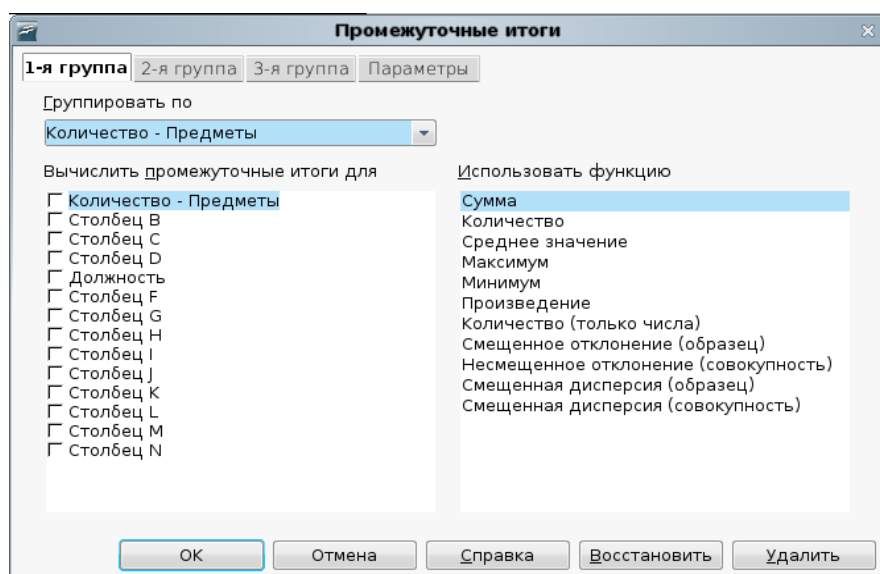 Промежуточные итоги
1-я группа 2-я группа 3-я группа Параметры
Группировать по
Количество - Предметы
Вычислить промежуточные итоги для
Количество - Предметы
Столбец B
Столбец C
Столбец D
Должность
Столбец F
Столбец G
Столбец H
Столбец I
Столбец J
Столбец K
Столбец L
Столбец M
Столбец N
Использовать функцию
Сумма
Количество
Среднее значение
Максимум
Минимум
Произведение
Количество (только числа)
Смещенное отклонение (образец)
Несмещенное отклонение (совокупность)
Смещенная дисперсия (образец)
Смещенная дисперсия (совокупность)
OK Отмена Справка Восстановить Удалить